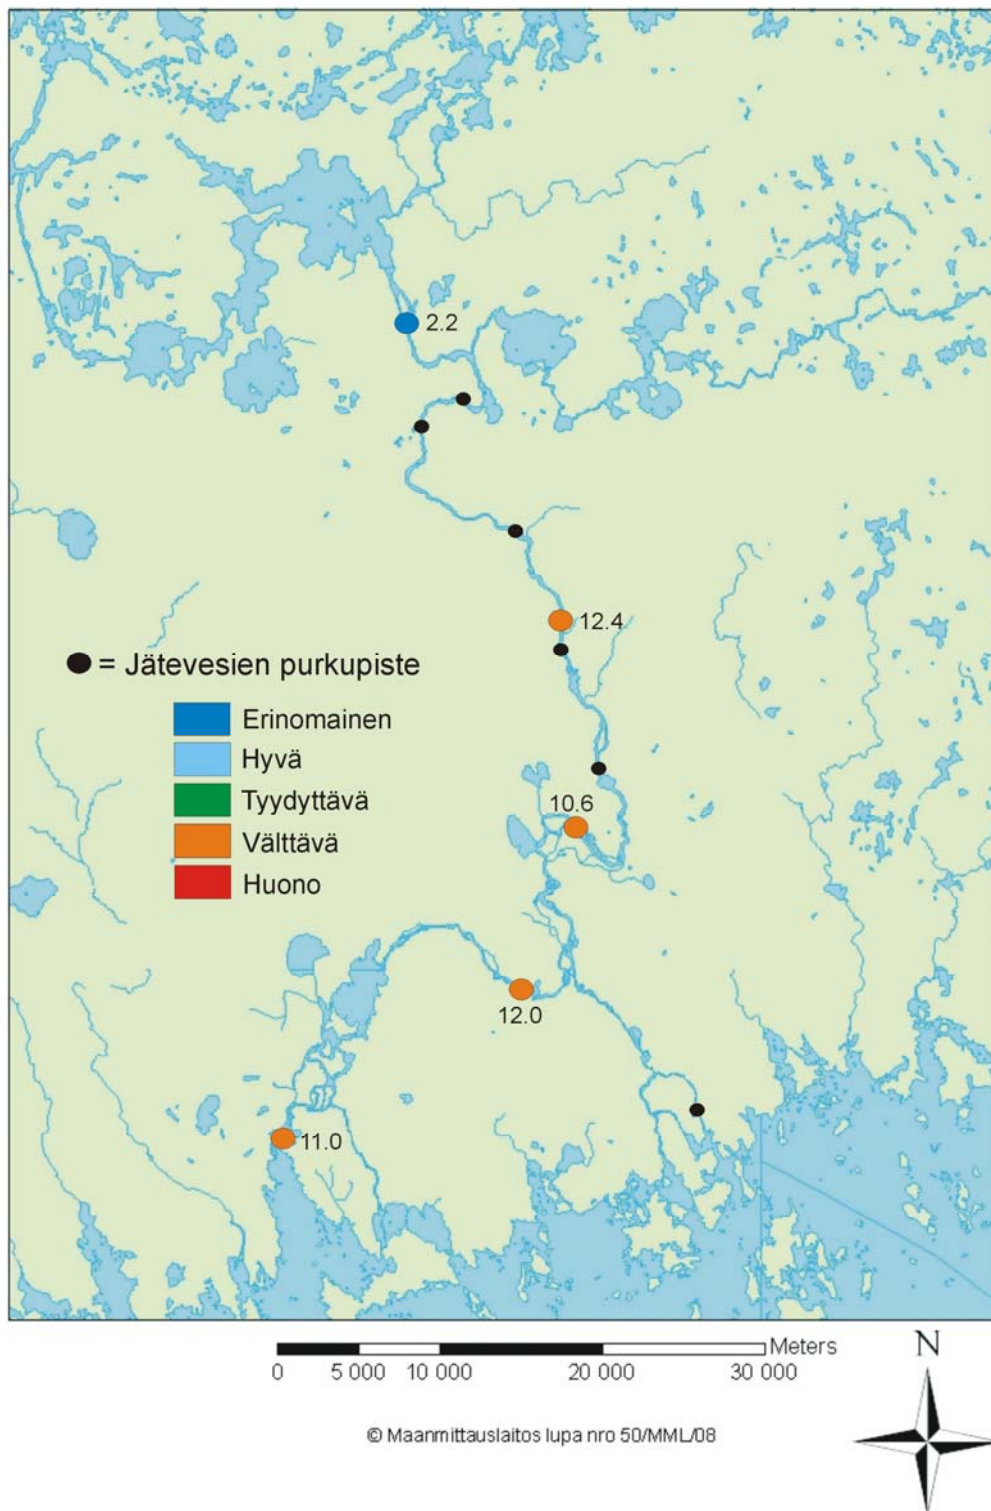 2.2
12.4
● = Jätevesien purkupiste
Erinomainen
Hyvä
Tyydyttävä
10.6
Välttävä
Huono
12.0
11.0
Meters
0 5 000 10 000 20 000 30 000
N
© Maanmittauslaitos lupa nro 50/MML/08